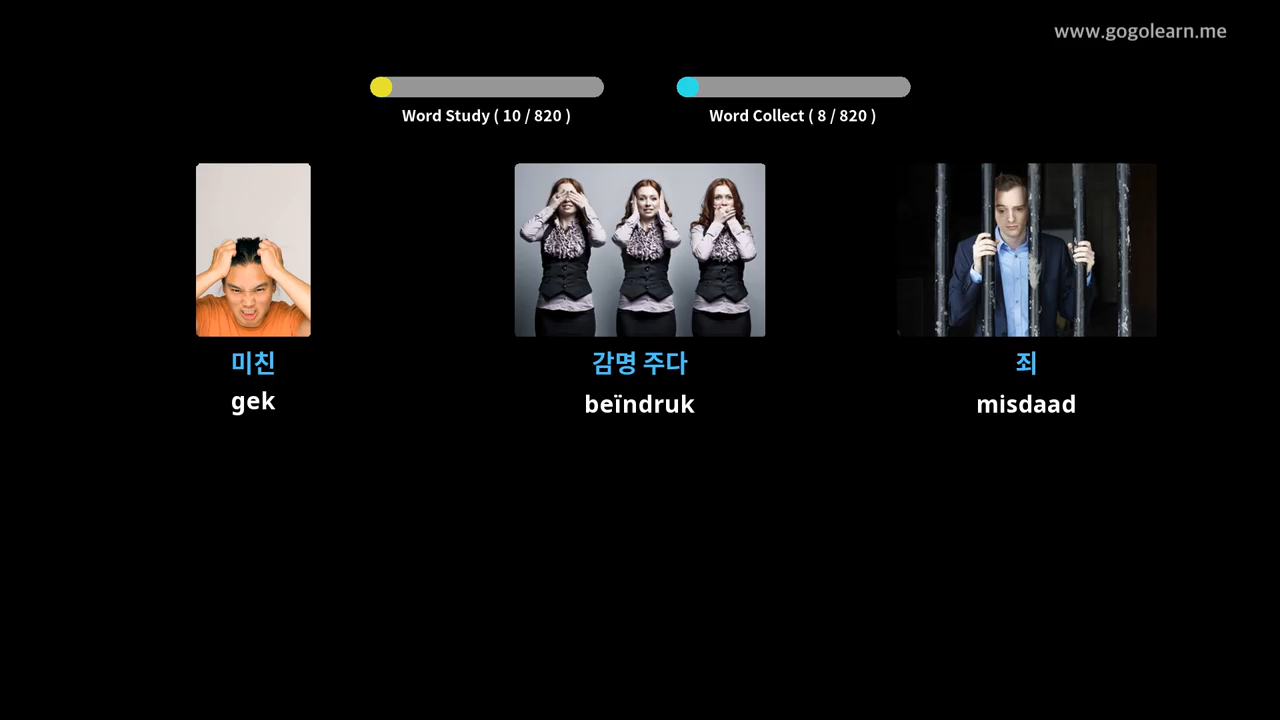 www.gogolearn.me
Word Study ( 10 / 820 )
Word Collect ( 8 / 820 )
미친
감명 주다
죄
gek
beïndruk
misdaad